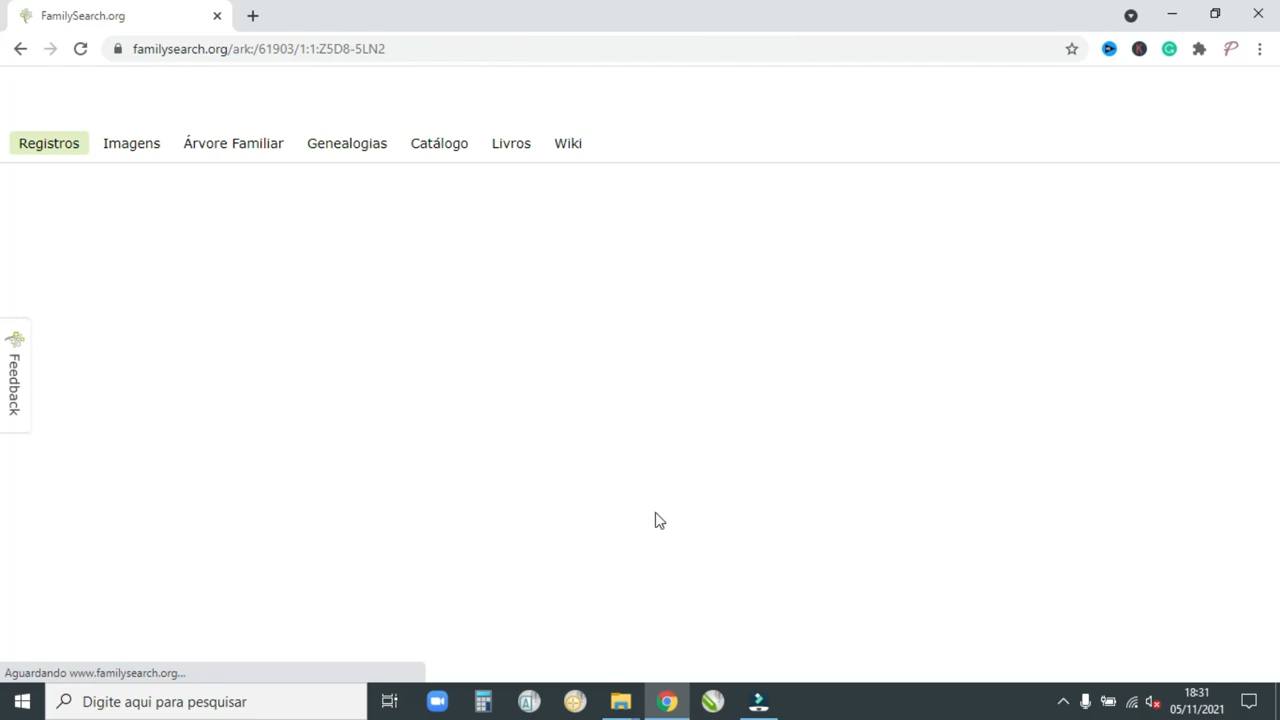 FamilySearch.org
familysearch.org/ark:/61903/1:1:Z5D8-5LN2
Registros Imagens Árvore Familiar Genealogias Catálogo Livros Wiki
Feedback
Aguardando www.familysearch.org...
Digite aqui para pesquisar
18:31
05/11/2021